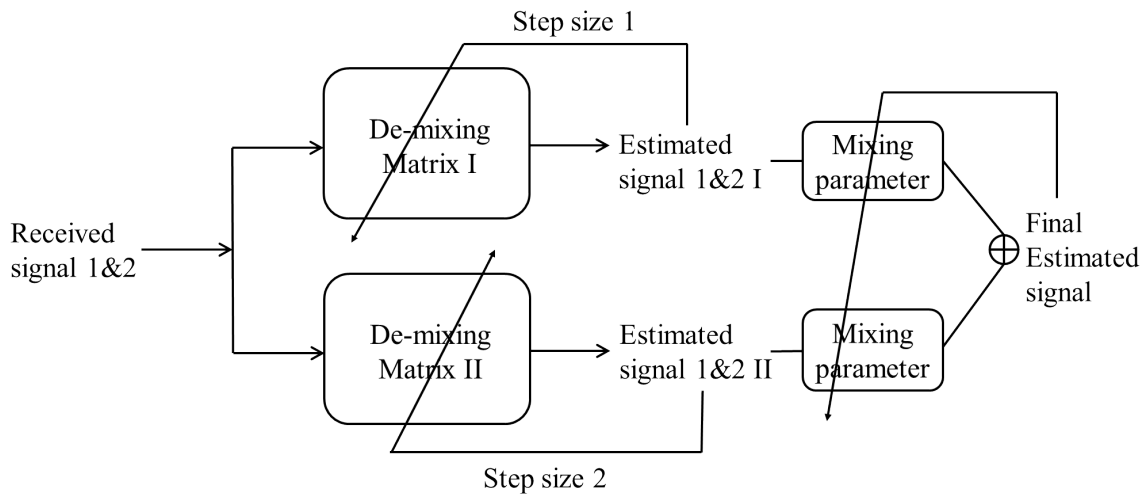 Step size 1
De-mixing
Matrix I
Estimated
signal 1&2 I
Mixing
parameter
Received
signal 1&2
Final
Estimated
signal
De-mixing
Matrix II
Estimated
signal 1&2 II
Mixing
parameter
Step size 2